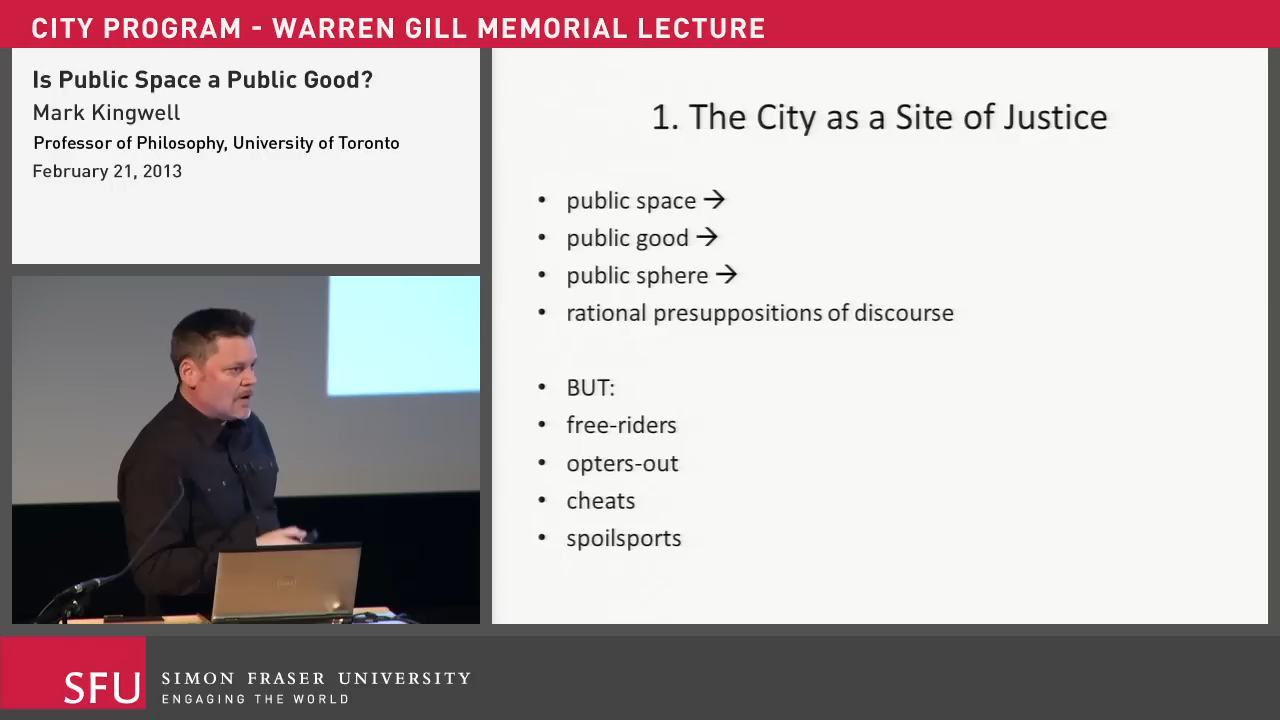 CITY PROGRAM - WARREN GILL MEMORIAL LECTURE
Is Public Space a Public Good?
Mark Kingwell
Professor of Philosophy, University of Toronto
February 21, 2013
1. The City as a Site of Justice
• public space →
• public good →
• public sphere →
• rational presuppositions of discourse
• BUT:
• free-riders
• opters-out
• cheats
• spoilsports
SFU
SIMON FRASER UNIVERSITY
ENGAGING THE WORLD